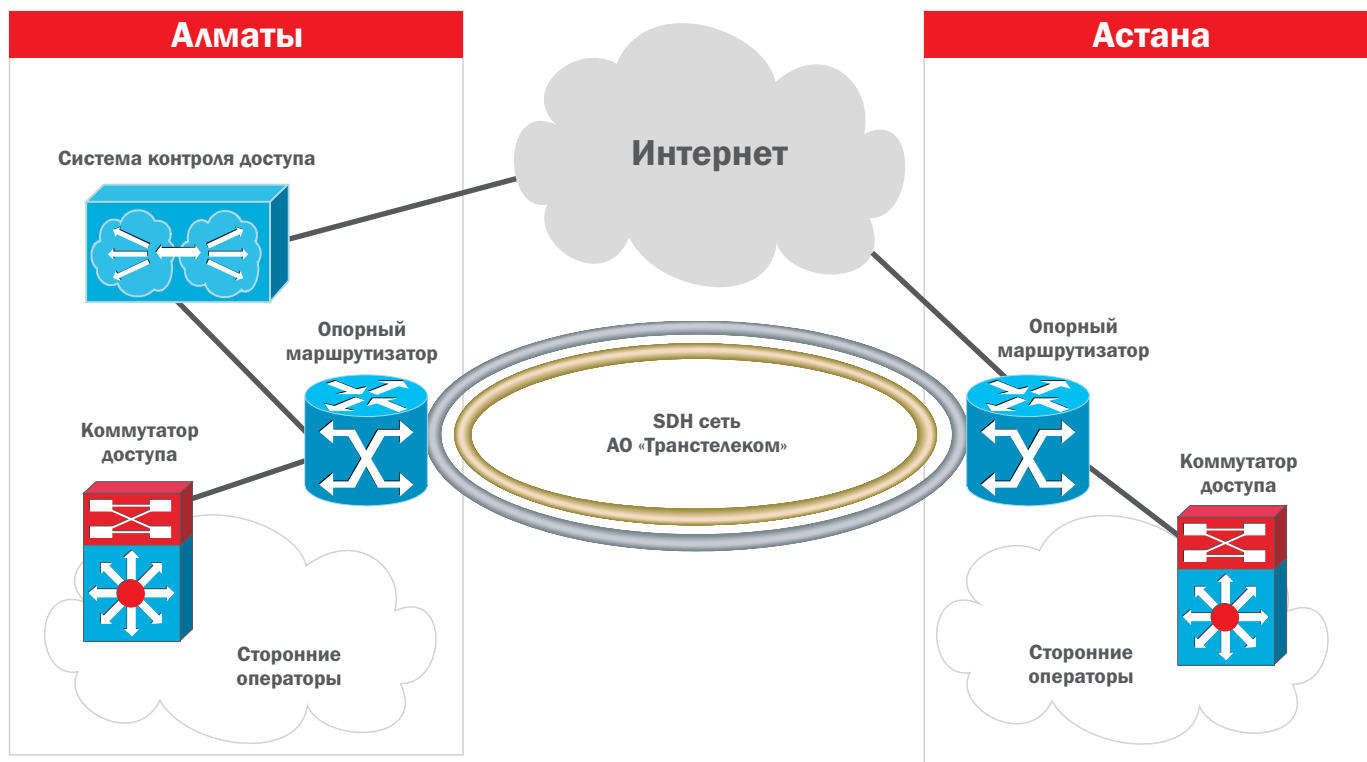 Алматы
Астана
Интернет
Система контроля доступа
Опорный
маршрутизатор
Опорный
маршрутизатор
SDH сеть
АО «Транстелеком»
Коммутатор
доступа
Коммутатор
доступа
Сторонние
операторы
Сторонние
операторы